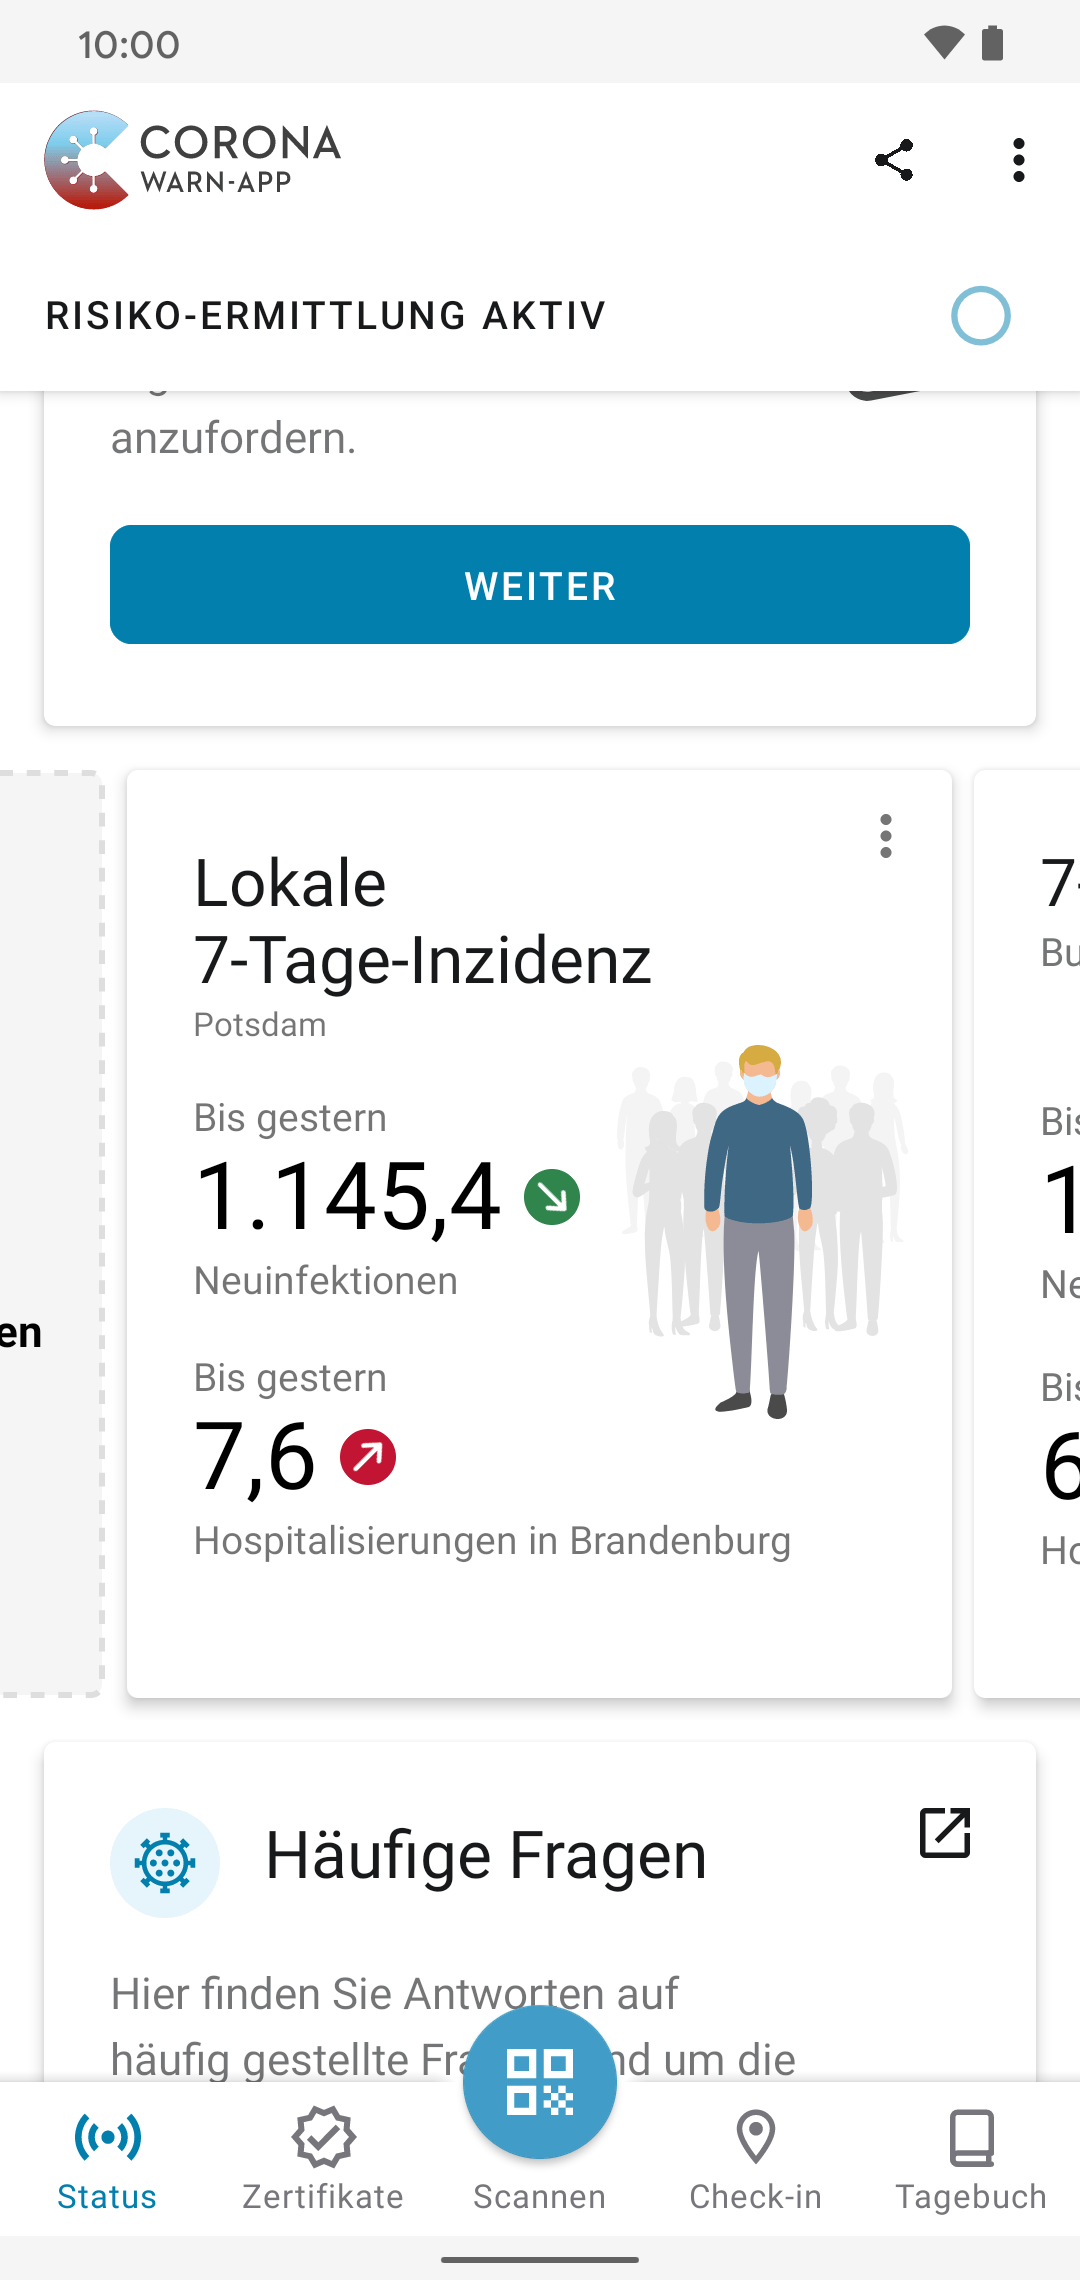 10:00
CORONA
WARN-APP
RISIKO-ERMITTLUNG AKTIV
anzufordern.
WEITER
en
Lokale
7-Tage-Inzidenz
Potsdam
Bis gestern
1.145,4
Neuinfektionen
Bis gestern
7,6
Hospitalisierungen in Brandenburg
7-
Bu
Bis
1
Ne
Bis
6
Ho
Häufige Fragen
Hier finden Sie Antworten auf
häufig gestellte Fra nd um die
Status
Zertifikate
Scannen
Check-in
Tagebuch